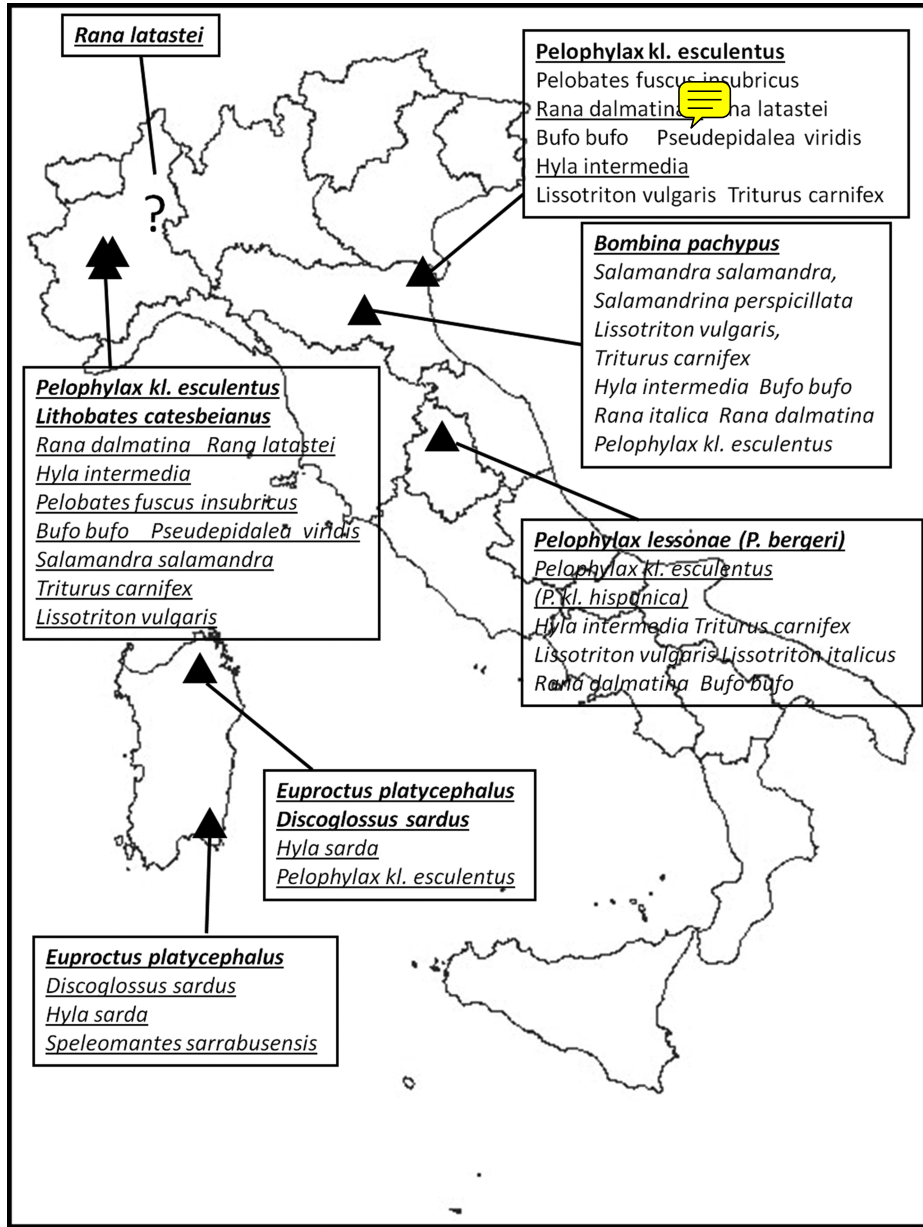 Rana latastei
?
Pelophylax kl. esculentus
Pelobates fuscus insubricus
Rana dalmatina latastei
Bufo bufo Pseudepidalea viridis
Hyla intermedia
Lissotriton vulgaris Triturus carnifex
Bombina pachypus
Salamandra salamandra,
Salamandrina perspicillata
Lissotriton vulgaris,
Triturus carnifex
Hyla intermedia Bufo bufo
Rana italica Rana dalmatina
Pelophylax kl. esculentus
Pelophylax kl. esculentus
Lithobates catesbeianus
Rana dalmatina Rana latastei
Hyla intermedia
Pelobates fuscus insubricus
Bufo bufo Pseudepidalea viridis
Salamandra salamandra
Triturus carnifex
Lissotriton vulgaris
Pelophylax lessonae (P. bergeri)
Pelophylax kl. esculentus
(P. kl. hispanica)
Hyla intermedia Triturus carnifex
Lissotriton vulgaris Lissotriton italicus
Rana dalmatina Bufo bufo
Euproctus platycephalus
Discoglossus sardus
Hyla sarda
Pelophylax kl. esculentus
Euproctus platycephalus
Discoglossus sardus
Hyla sarda
Speleomantes sarrabusensis